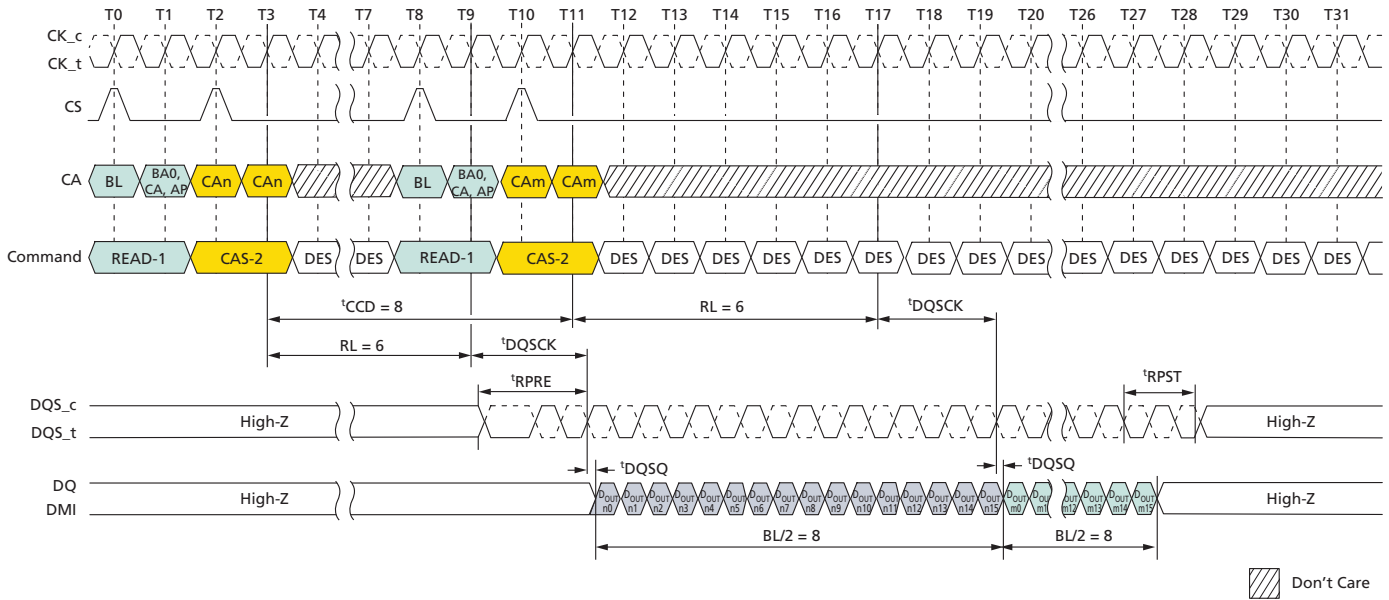 T0 T1 T2 T3 T4 T7 T8 T9 T10 T11 T12 T13 T14 T15 T16 T17 T18 T19 T20 T26 T27 T28 T29 T30 T31
CK_c
CK_t
CS
CA BL BA0, CA, AP CAn CAn BL BA0, CA, AP CAm CAm
Command READ-1 CAS-2 DES DES READ-1 CAS-2 DES DES DES DES DES DES DES DES DES DES DES DES DES DES DES
tCCD = 8 RL = 6 tDQSCK
RL = 6 tDQSCK
tRPRE tRPST
DQS_c
DQS_t
High-Z High-Z
tDQSQ tDQSQ
DQ
DMI
High-Z DOUT n0 DOUT n1 DOUT n2 DOUT n3 DOUT n4 DOUT n5 DOUT n6 DOUT n7 DOUT n8 DOUT n9 DOUT n10 DOUT n11 DOUT n12 DOUT n13 DOUT n14 DOUT n15 DOUT m0 DOUT m1 DOUT m12 DOUT m13 DOUT m14 DOUT m15 High-Z
BL/2 = 8 BL/2 = 8
Don't Care